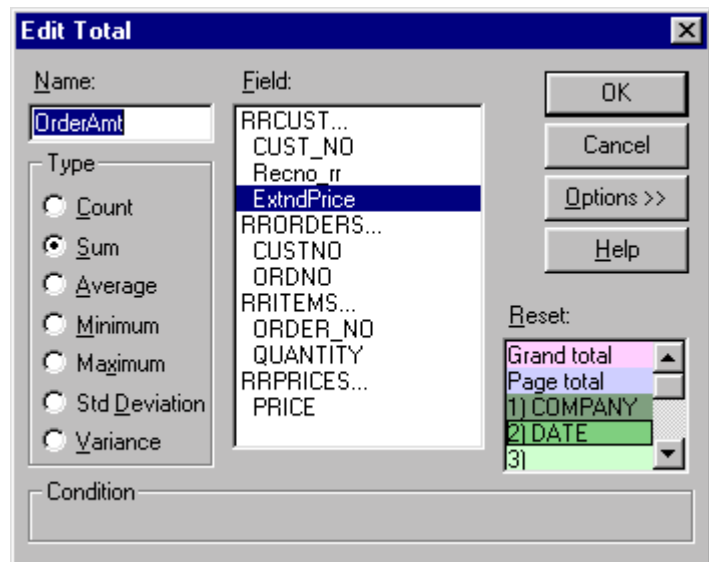 Edit Total
Name:
OrderAmt
Type
Count
Sum
Average
Minimum
Maximum
Std Deviation
Variance
Field:
RRCUST...
CUST_NO
Recno_rr
ExtndPrice
RRORDERS...
CUSTNO
ORDNO
RRITEMS...
ORDER_NO
QUANTITY
RRPRICES...
PRICE
OK
Cancel
Options >>
Help
Reset:
Grand total
Page total
1) COMPANY
2) DATE
3)
Condition